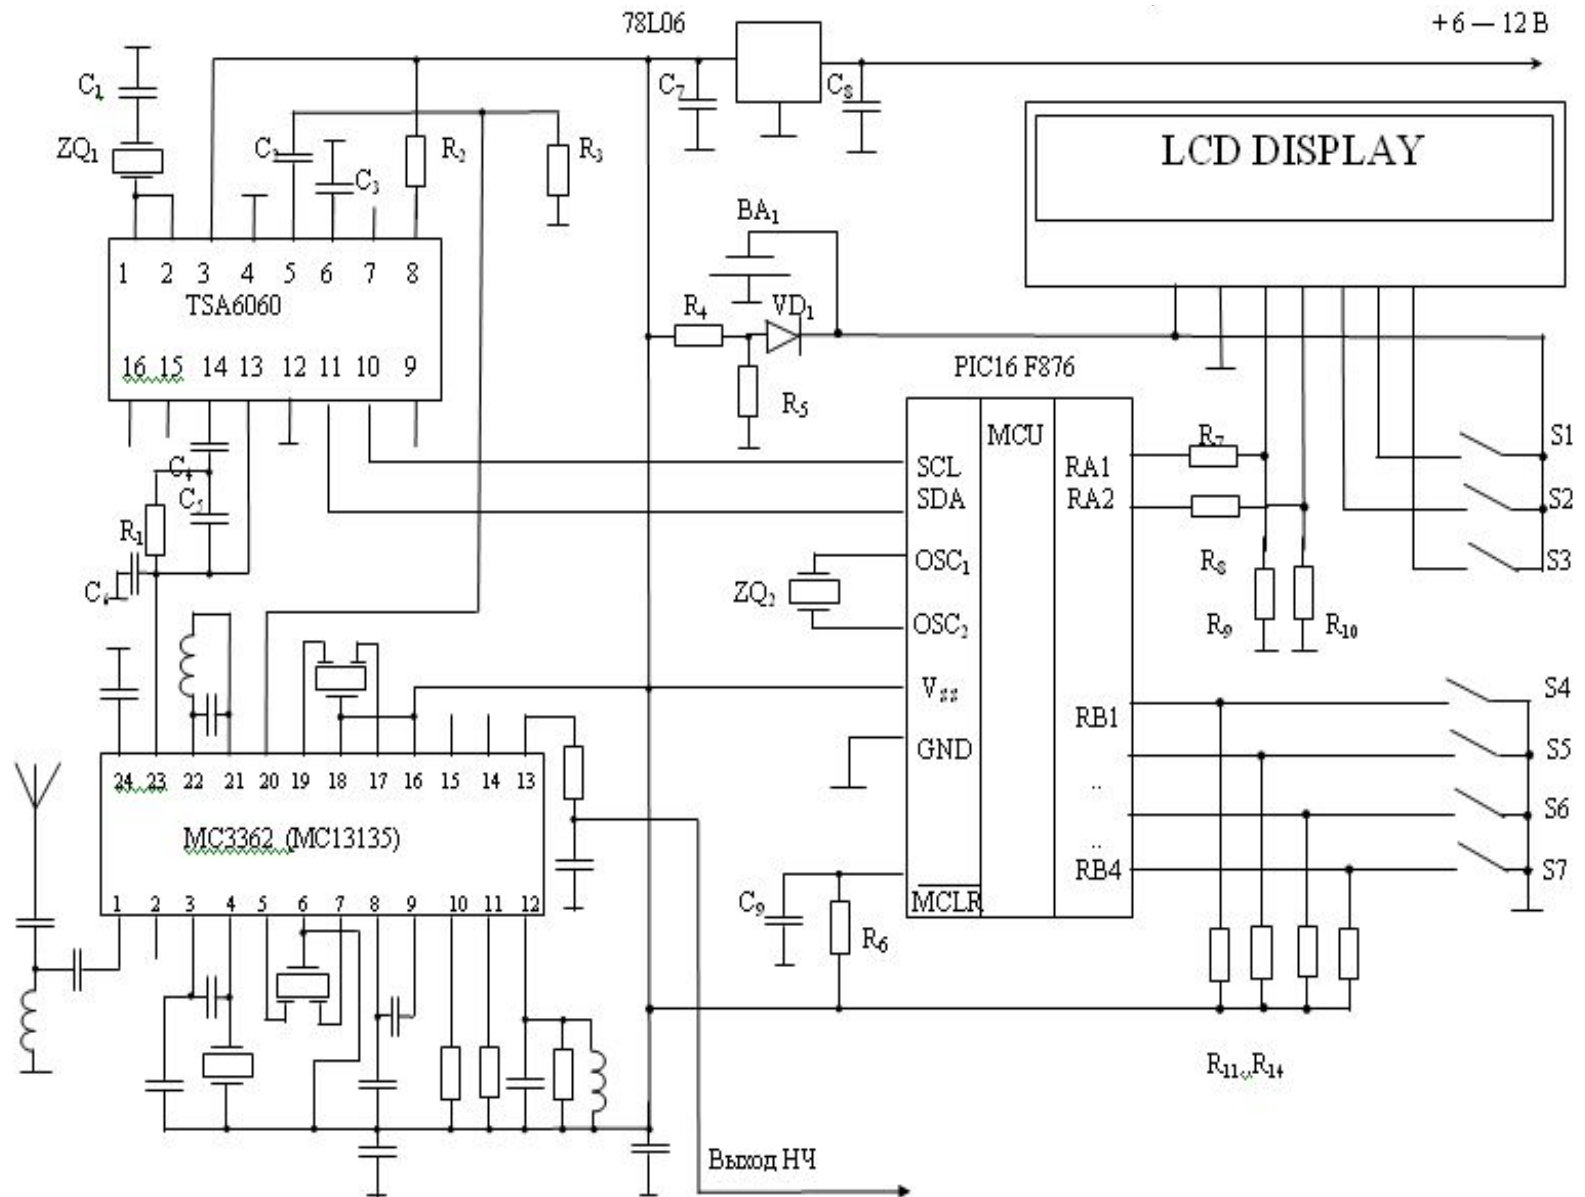 78L06
+ 6 — 12 В
C₁
ZQ₁
C₂
C₃
R₂
R₃
C₇
C₈
LCD DISPLAY
1 2 3 4 5 6 7 8
TSA6060
16 15 14 13 12 11 10 9
BA₁
R₄
VD₁
R₅
PIC16 F876
MCU
SCL
SDA
OSC₁
OSC₂
Vss
GND
MCLR
RA1
RA2
RB1
..
..
RB4
R₇
R₈
R₉
R₁₀
S1
S2
S3
S4
S5
S6
S7
C₄
C₅
R₁
C₆
ZQ₂
24 23 22 21 20 19 18 17 16 15 14 13
MC3362 (MC13135)
1 2 3 4 5 6 7 8 9 10 11 12
C₉
R₆
R₁₁..R₁₄
Выход НЧ